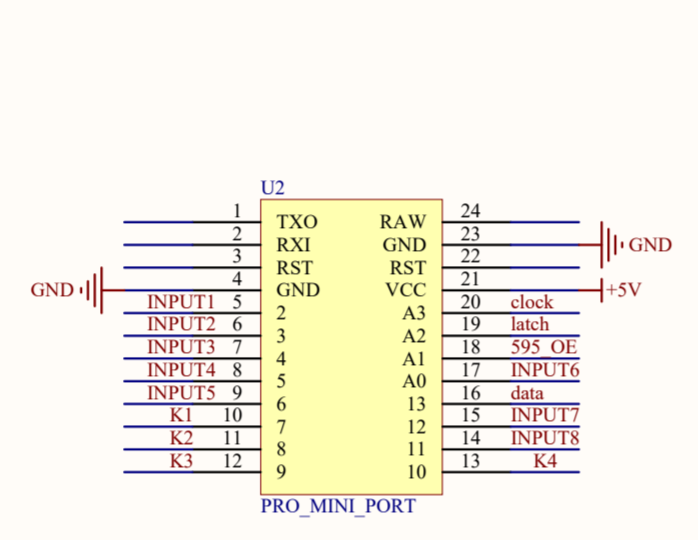 U2
1 TXO RAW 24
2 RXI GND 23 GND
3 RST RST 22
GND 4 GND VCC 21 +5V
INPUT1 5 2 A3 20 clock
INPUT2 6 3 A2 19 latch
INPUT3 7 4 A1 18 595_OE
INPUT4 8 5 A0 17 INPUT6
INPUT5 9 6 13 16 data
K1 10 7 12 15 INPUT7
K2 11 8 11 14 INPUT8
K3 12 9 10 13 K4
PRO_MINI_PORT